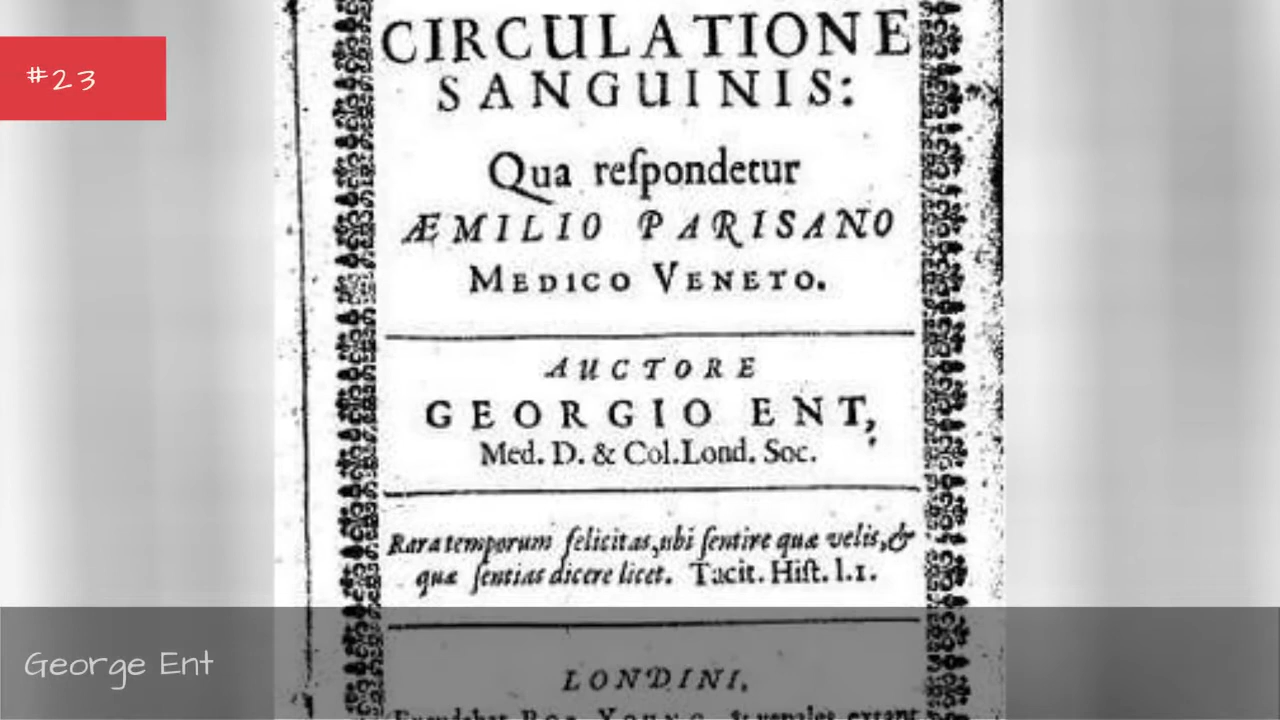 #23
CIRCULATIONE
SANGUINIS:
Qua reſpondetur
ÆMILIO PARISANO
MEDICO VENETO.
AUCTORE
GEORGIO ENT,
Med. D. & Col. Lond. Soc.
Rara temporum felicitas, ubi ſentire quæ velis, &
quæ ſentias dicere licet. Tacit. Hiſt. l.1.
George Ent
LONDINI,